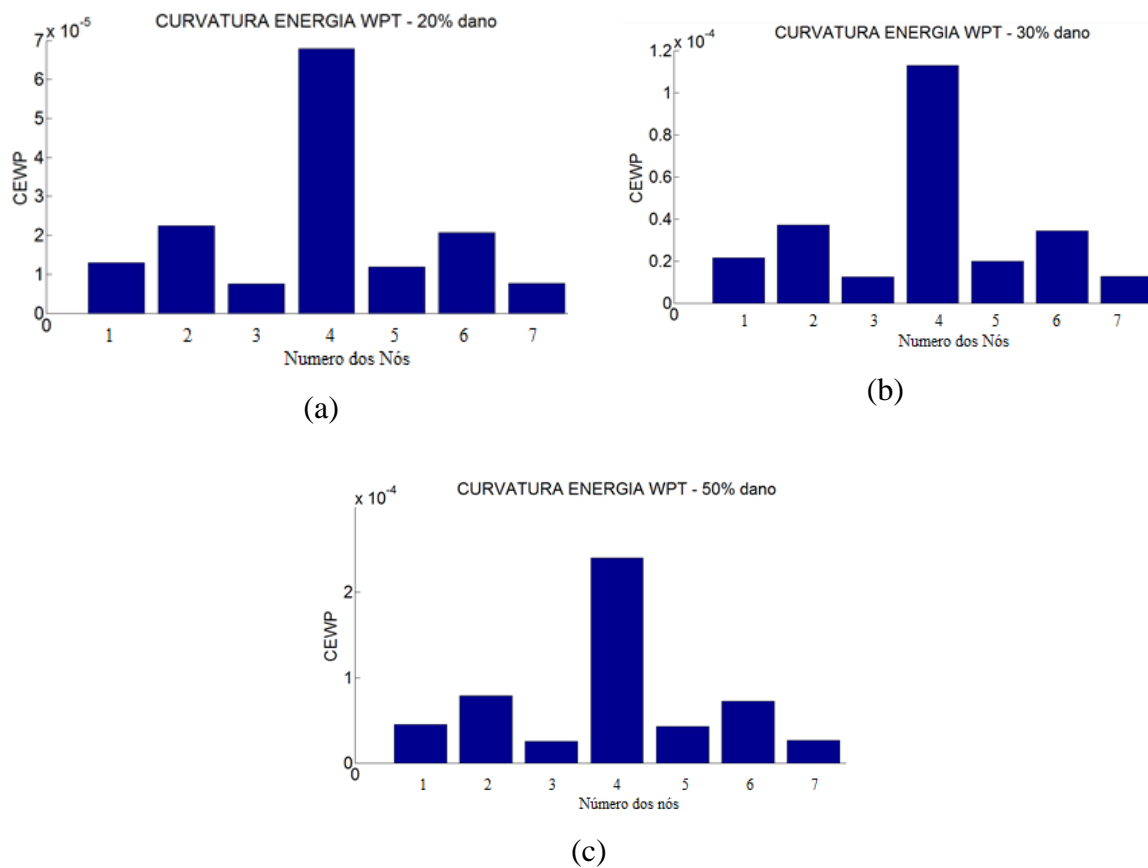 CURVATURA ENERGIA WPT - 20% dano
x 10^-5
7
6
5
4
3
2
1
0
CEWP
0
1 2 3 4 5 6 7
Numero dos Nós
(a)
CURVATURA ENERGIA WPT - 30% dano
x 10^-4
1.2
1
0.8
0.6
0.4
0.2
0
CEWP
0
1 2 3 4 5 6 7
Numero dos Nós
(b)
CURVATURA ENERGIA WPT - 50% dano
x 10^-4
2
1
0
CEWP
0
1 2 3 4 5 6 7
Número dos nós
(c)